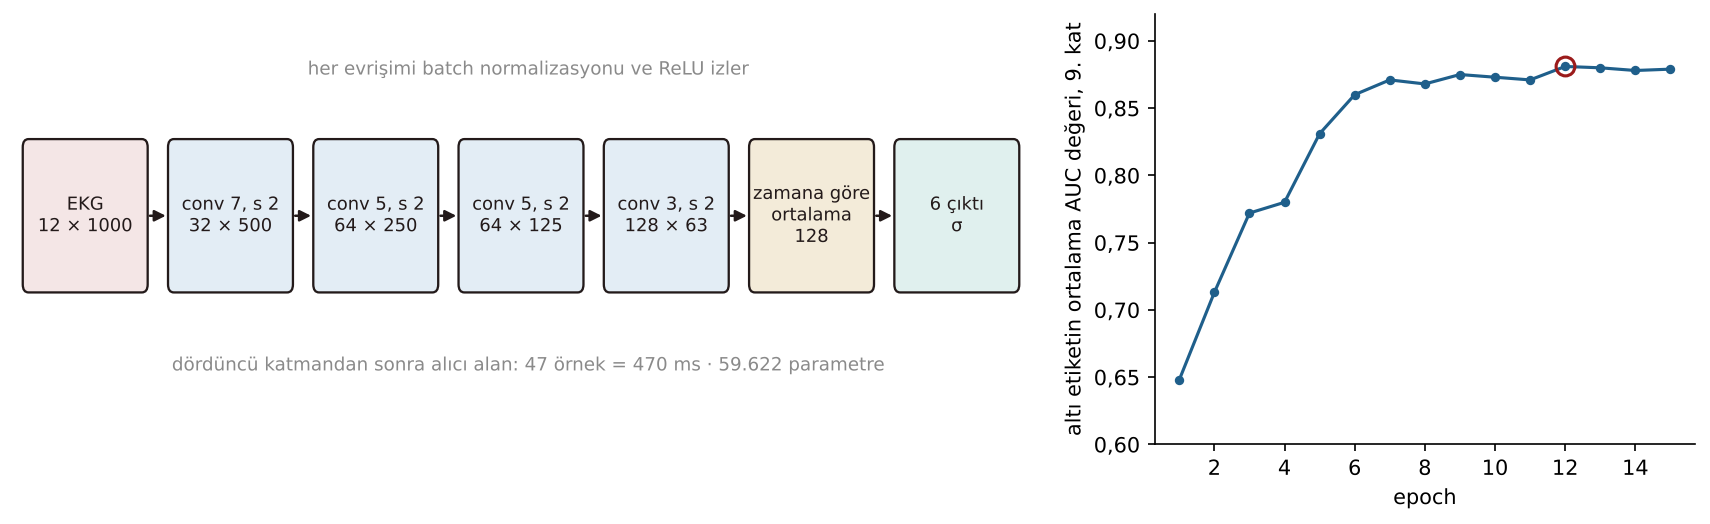 her evrişimi batch normalizasyonu ve ReLU izler
EKG
12 × 1000
conv 7, s 2
32 × 500
conv 5, s 2
64 × 250
conv 5, s 2
64 × 125
conv 3, s 2
128 × 63
zamana göre
ortalama
128
6 çıktı
σ
dördüncü katmandan sonra alıcı alan: 47 örnek = 470 ms · 59.622 parametre
altı etiketin ortalama AUC değeri, 9. kat
0,90
0,85
0,80
0,75
0,70
0,65
0,60
2 4 6 8 10 12 14
epoch